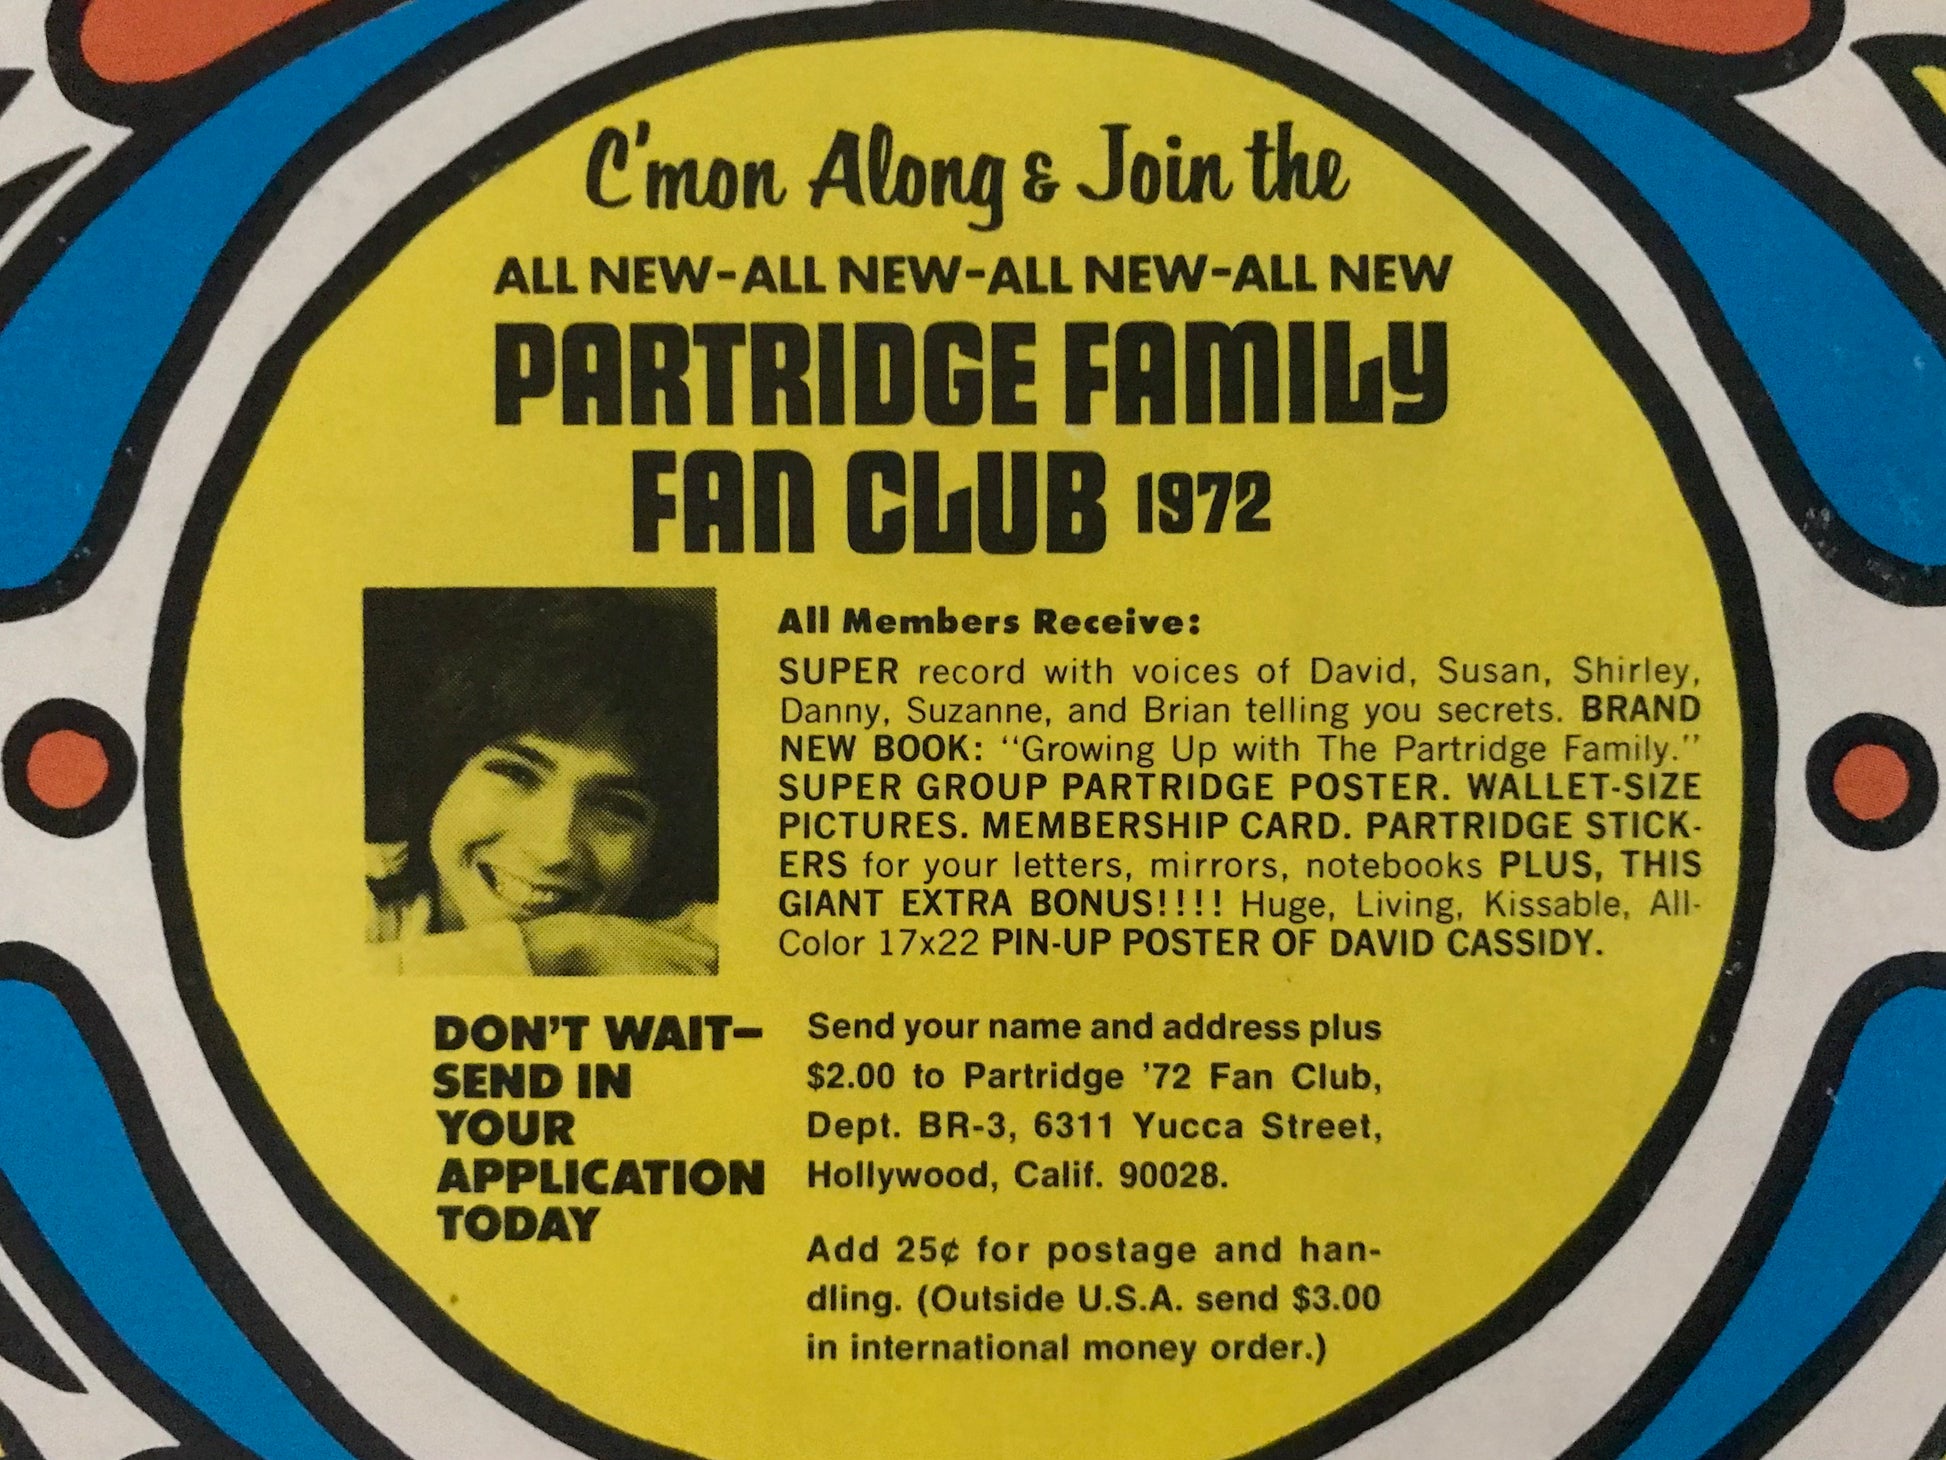 C'mon Along & Join the
ALL NEW-ALL NEW-ALL NEW-ALL NEW
PARTRIDGE FAMILY
FAN CLUB 1972
All Members Receive:
SUPER record with voices of David, Susan, Shirley,
Danny, Suzanne, and Brian telling you secrets. BRAND
NEW BOOK: "Growing Up with The Partridge Family."
SUPER GROUP PARTRIDGE POSTER. WALLET-SIZE
PICTURES. MEMBERSHIP CARD. PARTRIDGE STICK-
ERS for your letters, mirrors, notebooks PLUS, THIS
GIANT EXTRA BONUS!!!! Huge, Living, Kissable, All-
Color 17x22 PIN-UP POSTER OF DAVID CASSIDY.
DON'T WAIT—
SEND IN
YOUR
APPLICATION
TODAY
Send your name and address plus
$2.00 to Partridge '72 Fan Club,
Dept. BR-3, 6311 Yucca Street,
Hollywood, Calif. 90028.
Add 25¢ for postage and han-
dling. (Outside U.S.A. send $3.00
in international money order.)